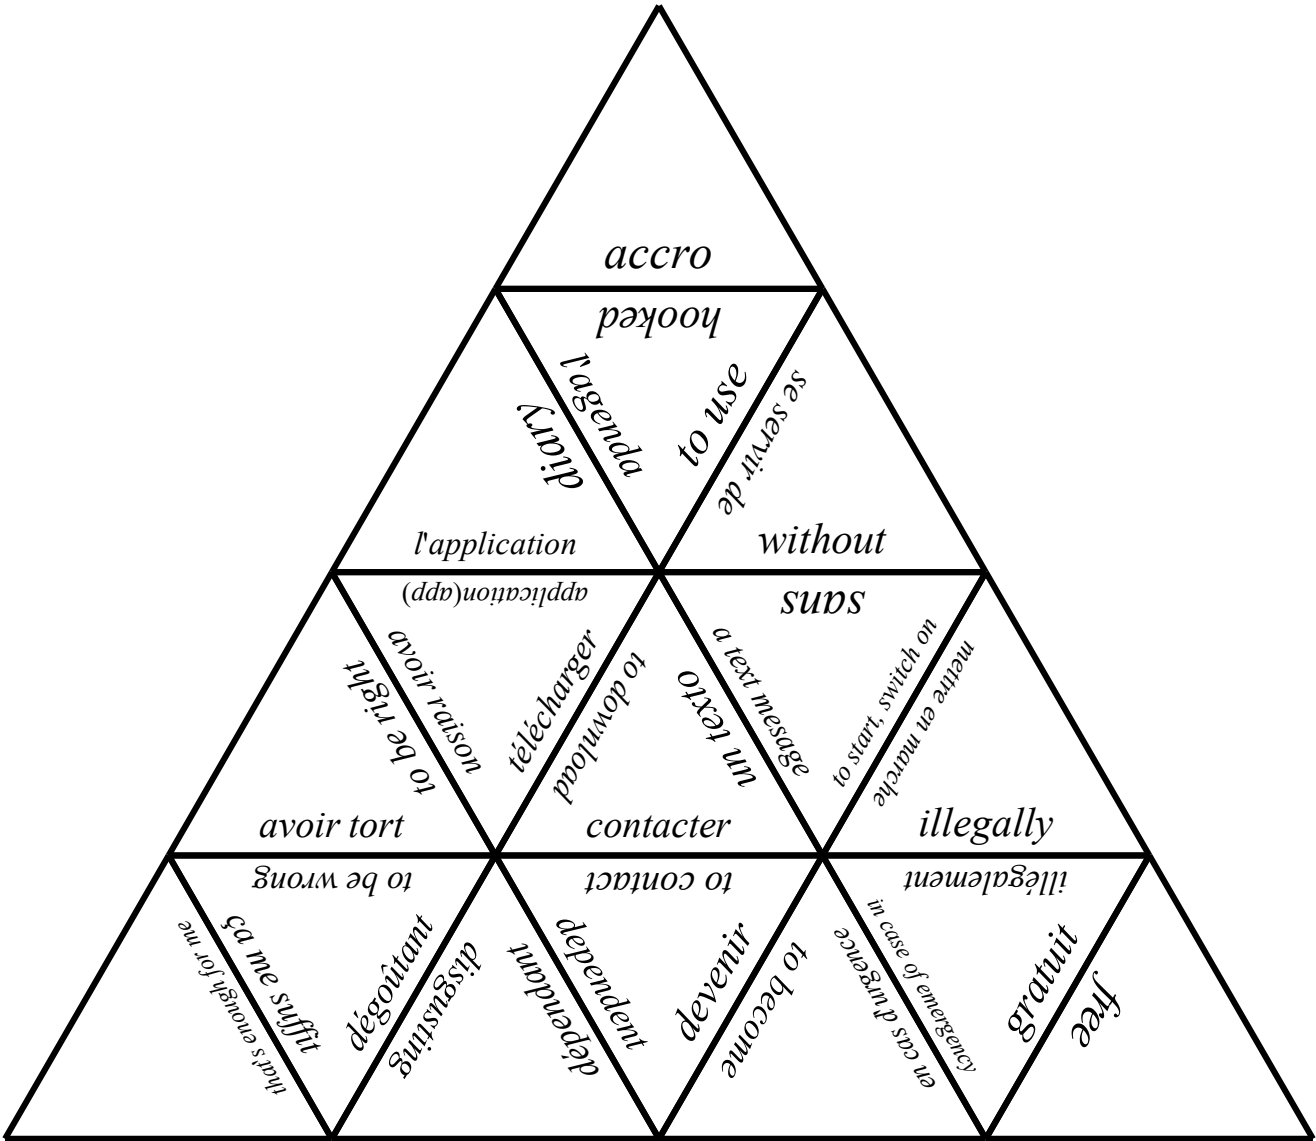 accro
hooked
l'agenda
diary
to use
se servir de
l'application
application(app)
without
sans
avoir raison
to be right
télécharger
to download
a text mesage
un texto
to start, switch on
mettre en marche
avoir tort
to be wrong
contacter
to contact
illegally
illégalement
ça me suffit
that's enough for me
dégoûtant
disgusting
dependent
dépendant
devenir
to become
in case of emergency
en cas d'urgence
gratuit
free